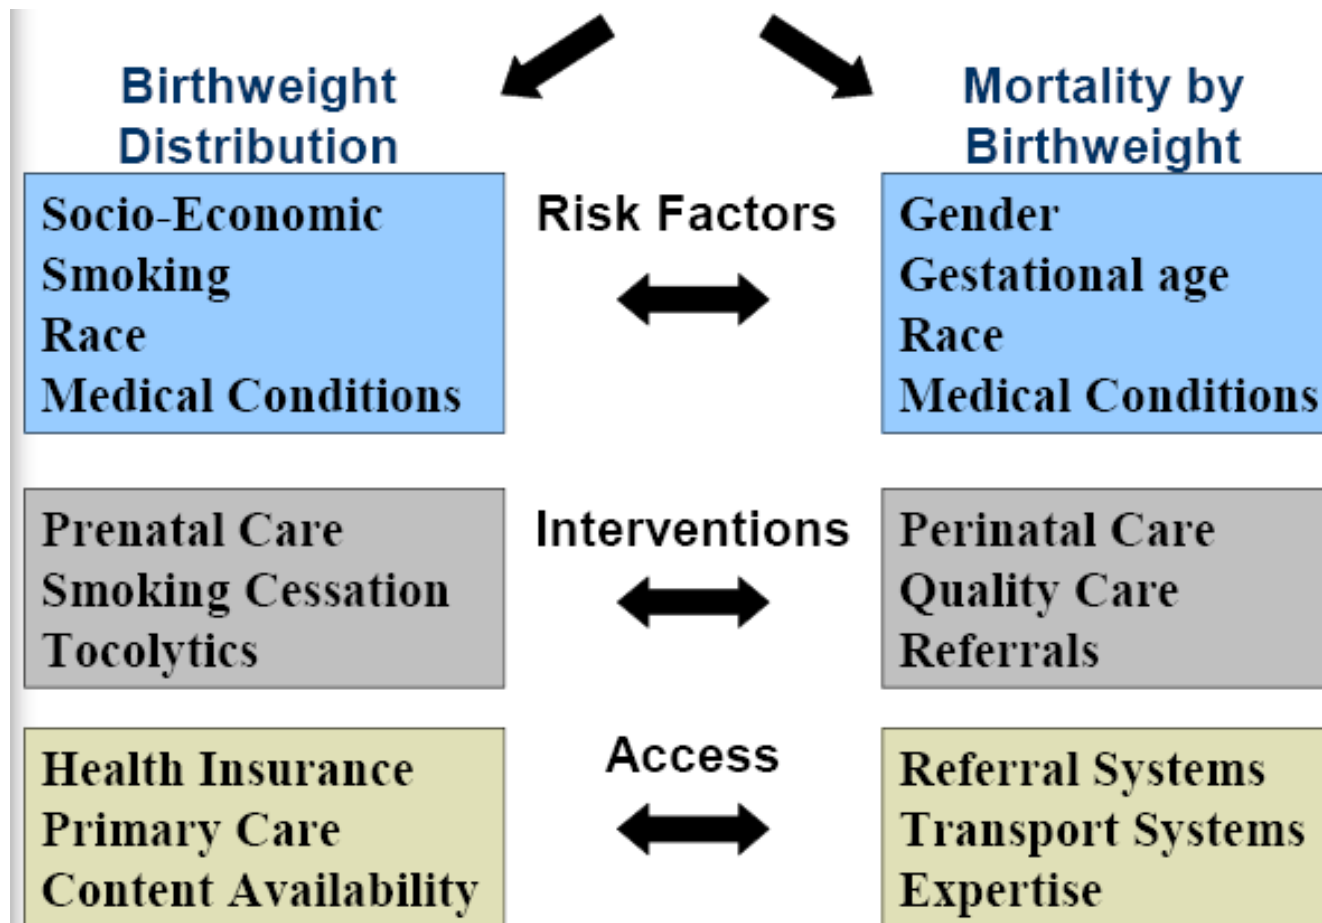 Birthweight
Distribution
Mortality by
Birthweight
Socio-Economic
Smoking
Race
Medical Conditions
Risk Factors
Gender
Gestational age
Race
Medical Conditions
Prenatal Care
Smoking Cessation
Tocolytics
Interventions
Perinatal Care
Quality Care
Referrals
Health Insurance
Primary Care
Content Availability
Access
Referral Systems
Transport Systems
Expertise